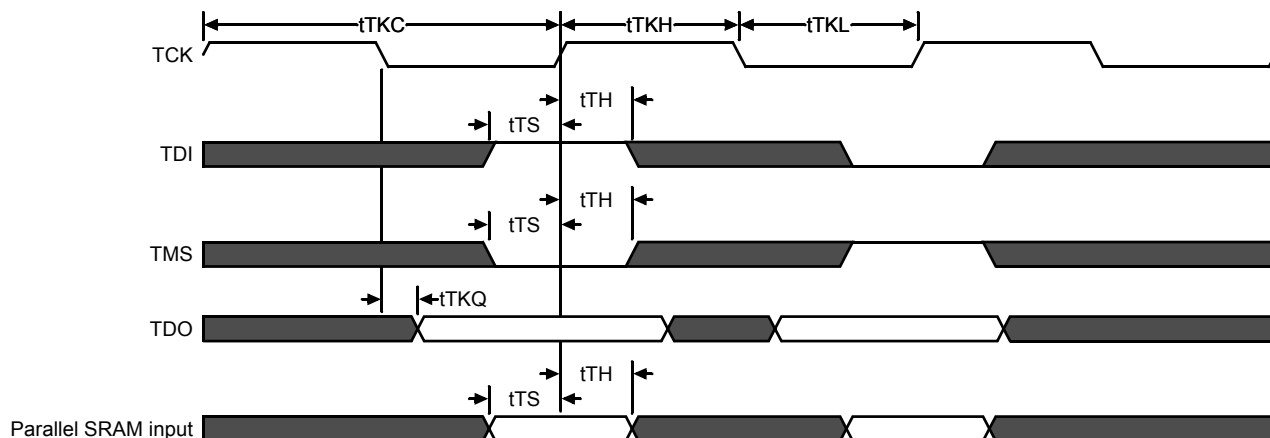 tTKC tTKH tTKL
TCK
tTH
tTS
TDI
tTH
tTS
TMS
tTKQ
TDO
tTH
tTS
Parallel SRAM input